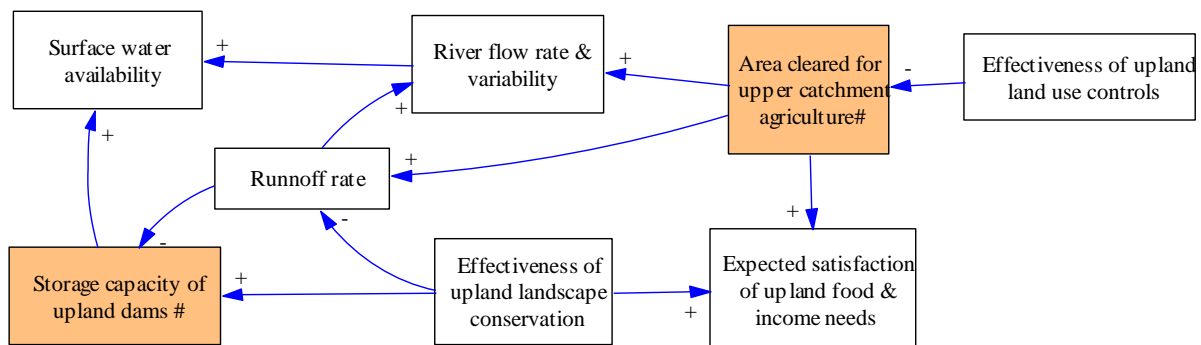 Surface water
availability
+
River flow rate &
variability
+
Area cleared for
upper catchment
agriculture#
-
Effectiveness of upland
land use controls
+
+
Runnoff rate
+
+
-
-
Storage capacity of
upland dams #
+
Effectiveness of
upland landscape
conservation
+
Expected satisfaction
of upland food &
income needs